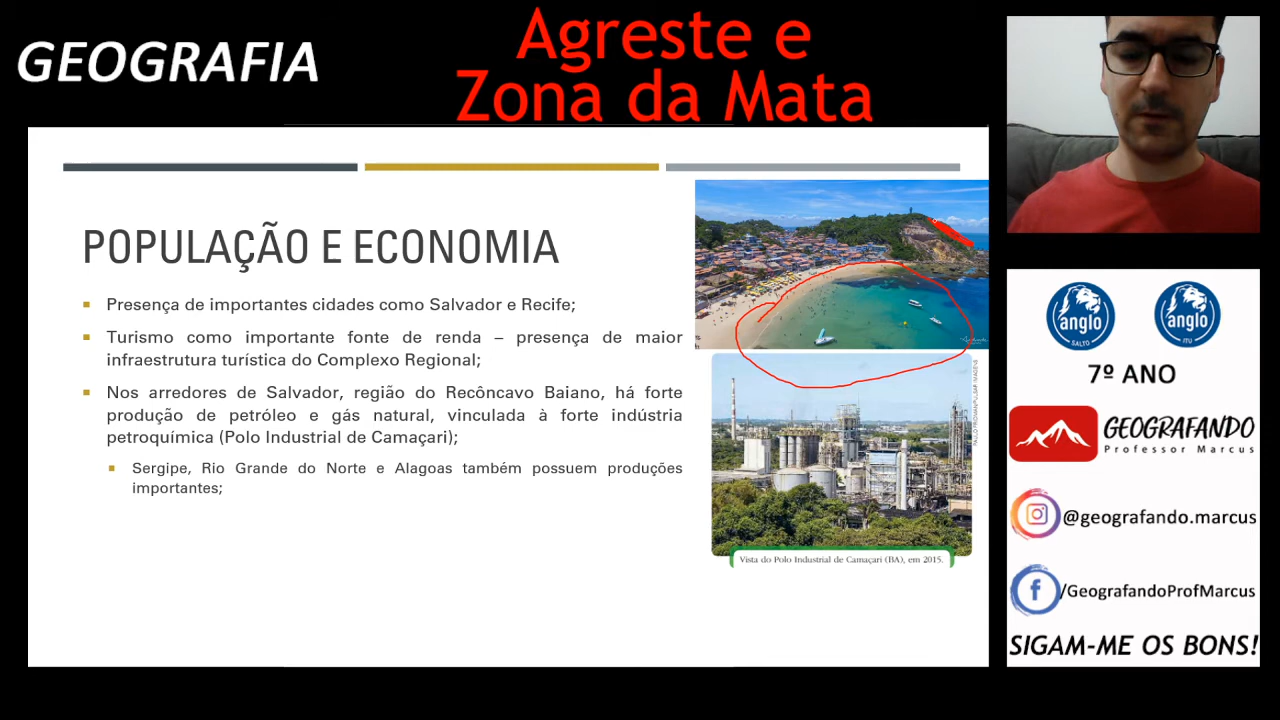 GEOGRAFIA
Agreste e
Zona da Mata
POPULAÇÃO E ECONOMIA
Presença de importantes cidades como Salvador e Recife;
Turismo como importante fonte de renda – presença de maior
infraestrutura turística do Complexo Regional;
Nos arredores de Salvador, região do Recôncavo Baiano, há forte
produção de petróleo e gás natural, vinculada à forte indústria
petroquímica (Polo Industrial de Camaçari);
Sergipe, Rio Grande do Norte e Alagoas também possuem produções
importantes;
Vista do Polo Industrial de Camaçari (BA), em 2015.
anglo
SALTO
anglo
ITU
7º ANO
GEOGRAFANDO
Professor Marcus
@geografando.marcus
f
/GeografandoProfMarcus
SIGAM-ME OS BONS!